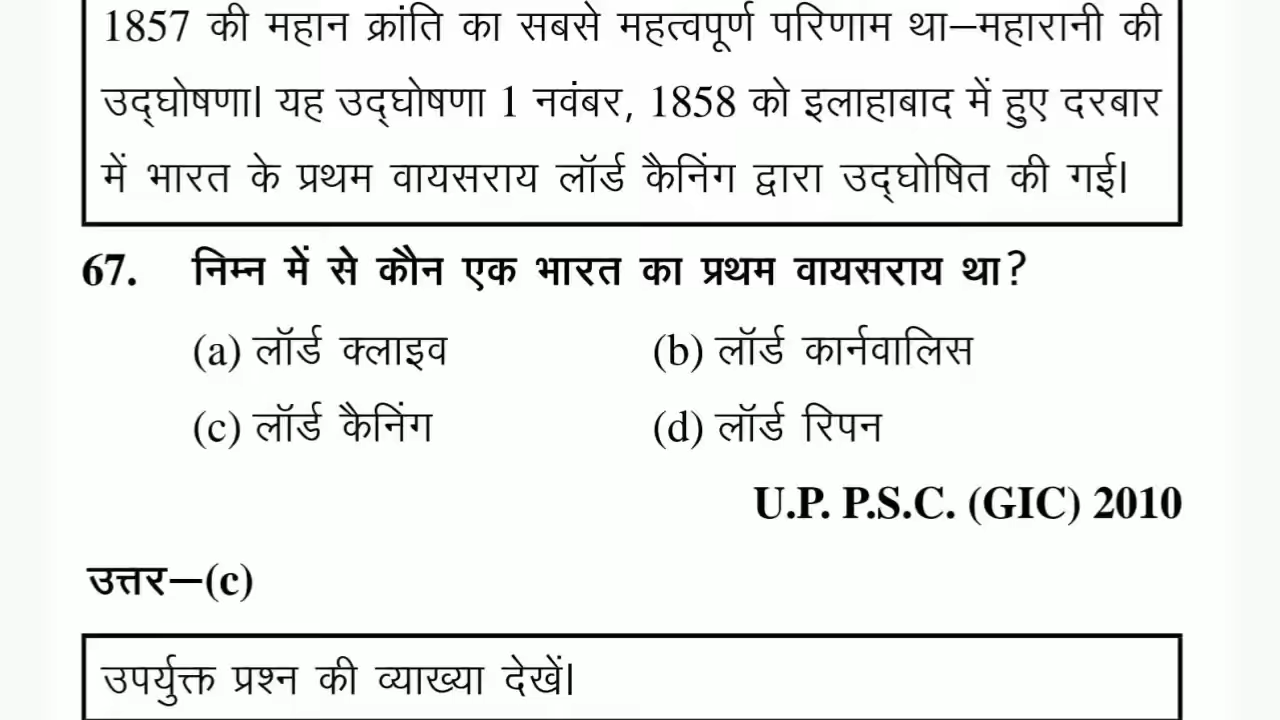 1857 की महान क्रांति का सबसे महत्वपूर्ण परिणाम था–महारानी की
उद्‌घोषणा। यह उद्‌घोषणा 1 नवंबर, 1858 को इलाहाबाद में हुए दरबार
में भारत के प्रथम वायसराय लॉर्ड कैनिंग द्वारा उद्‌घोषित की गई।
67. निम्न में से कौन एक भारत का प्रथम वायसराय था?
(a) लॉर्ड क्लाइव (b) लॉर्ड कार्नवालिस
(c) लॉर्ड कैनिंग (d) लॉर्ड रिपन
U.P. P.S.C. (GIC) 2010
उत्तर–(c)
उपर्युक्त प्रश्न की व्याख्या देखें।